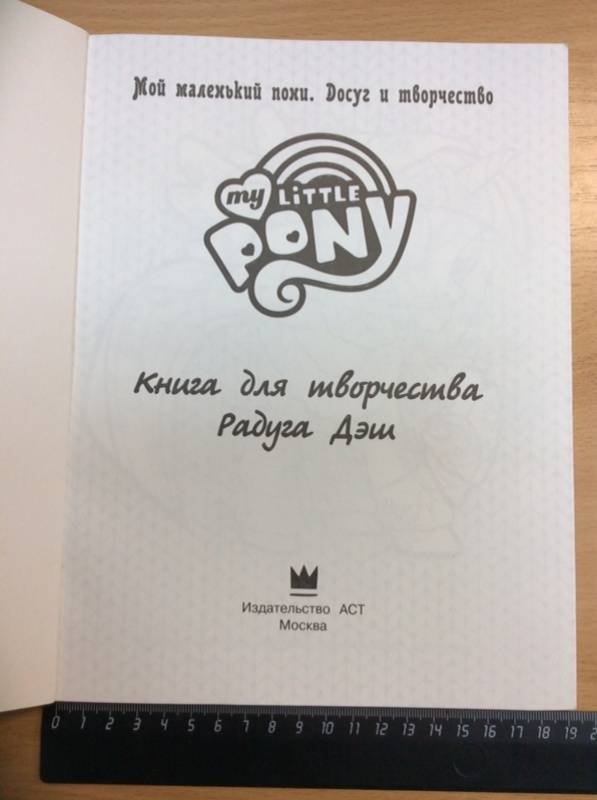 Мой маленький пони. Досуг и творчество
my LITTLE
PONY
Книга для творчества
Радуга Дэш
Издательство АСТ
Москва
0 1 2 3 4 5 6 7 8 9 10 11 12 13 14 15 16 17 18 19